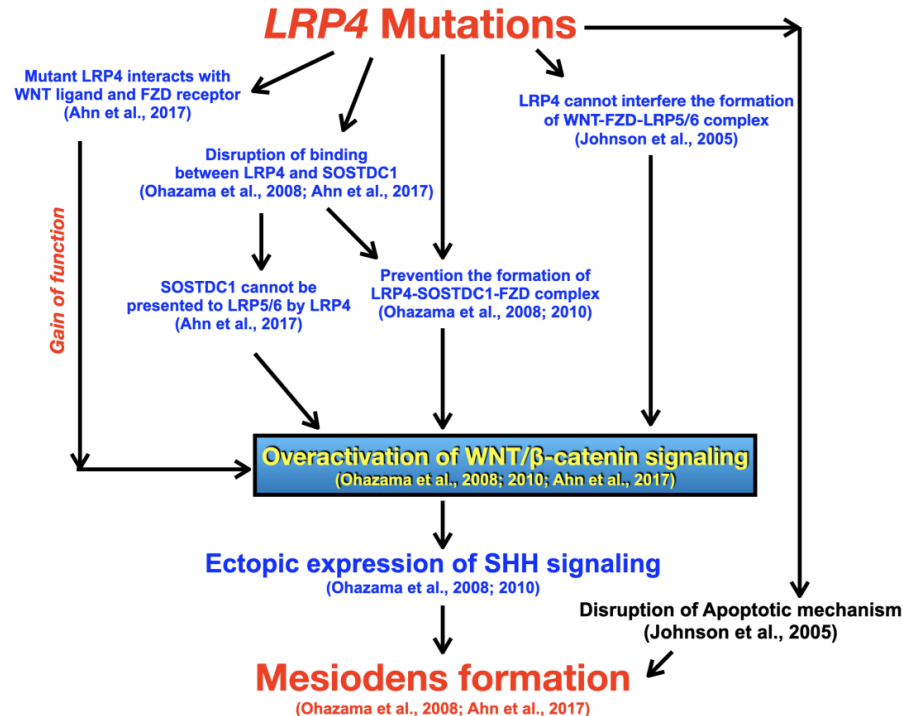 LRP4 Mutations
Mutant LRP4 interacts with
WNT ligand and FZD receptor
(Ahn et al., 2017)
LRP4 cannot interfere the formation
of WNT-FZD-LRP5/6 complex
(Johnson et al., 2005)
Disruption of binding
between LRP4 and SOSTDC1
(Ohazama et al., 2008; Ahn et al., 2017)
Gain of function
SOSTDC1 cannot be
presented to LRP5/6 by LRP4
(Ahn et al., 2017)
Prevention the formation of
LRP4-SOSTDC1-FZD complex
(Ohazama et al., 2008; 2010)
Overactivation of WNT/β-catenin signaling
(Ohazama et al., 2008; 2010; Ahn et al., 2017)
Ectopic expression of SHH signaling
(Ohazama et al., 2008; 2010)
Disruption of Apoptotic mechanism
(Johnson et al., 2005)
Mesiodens formation
(Ohazama et al., 2008; Ahn et al., 2017)